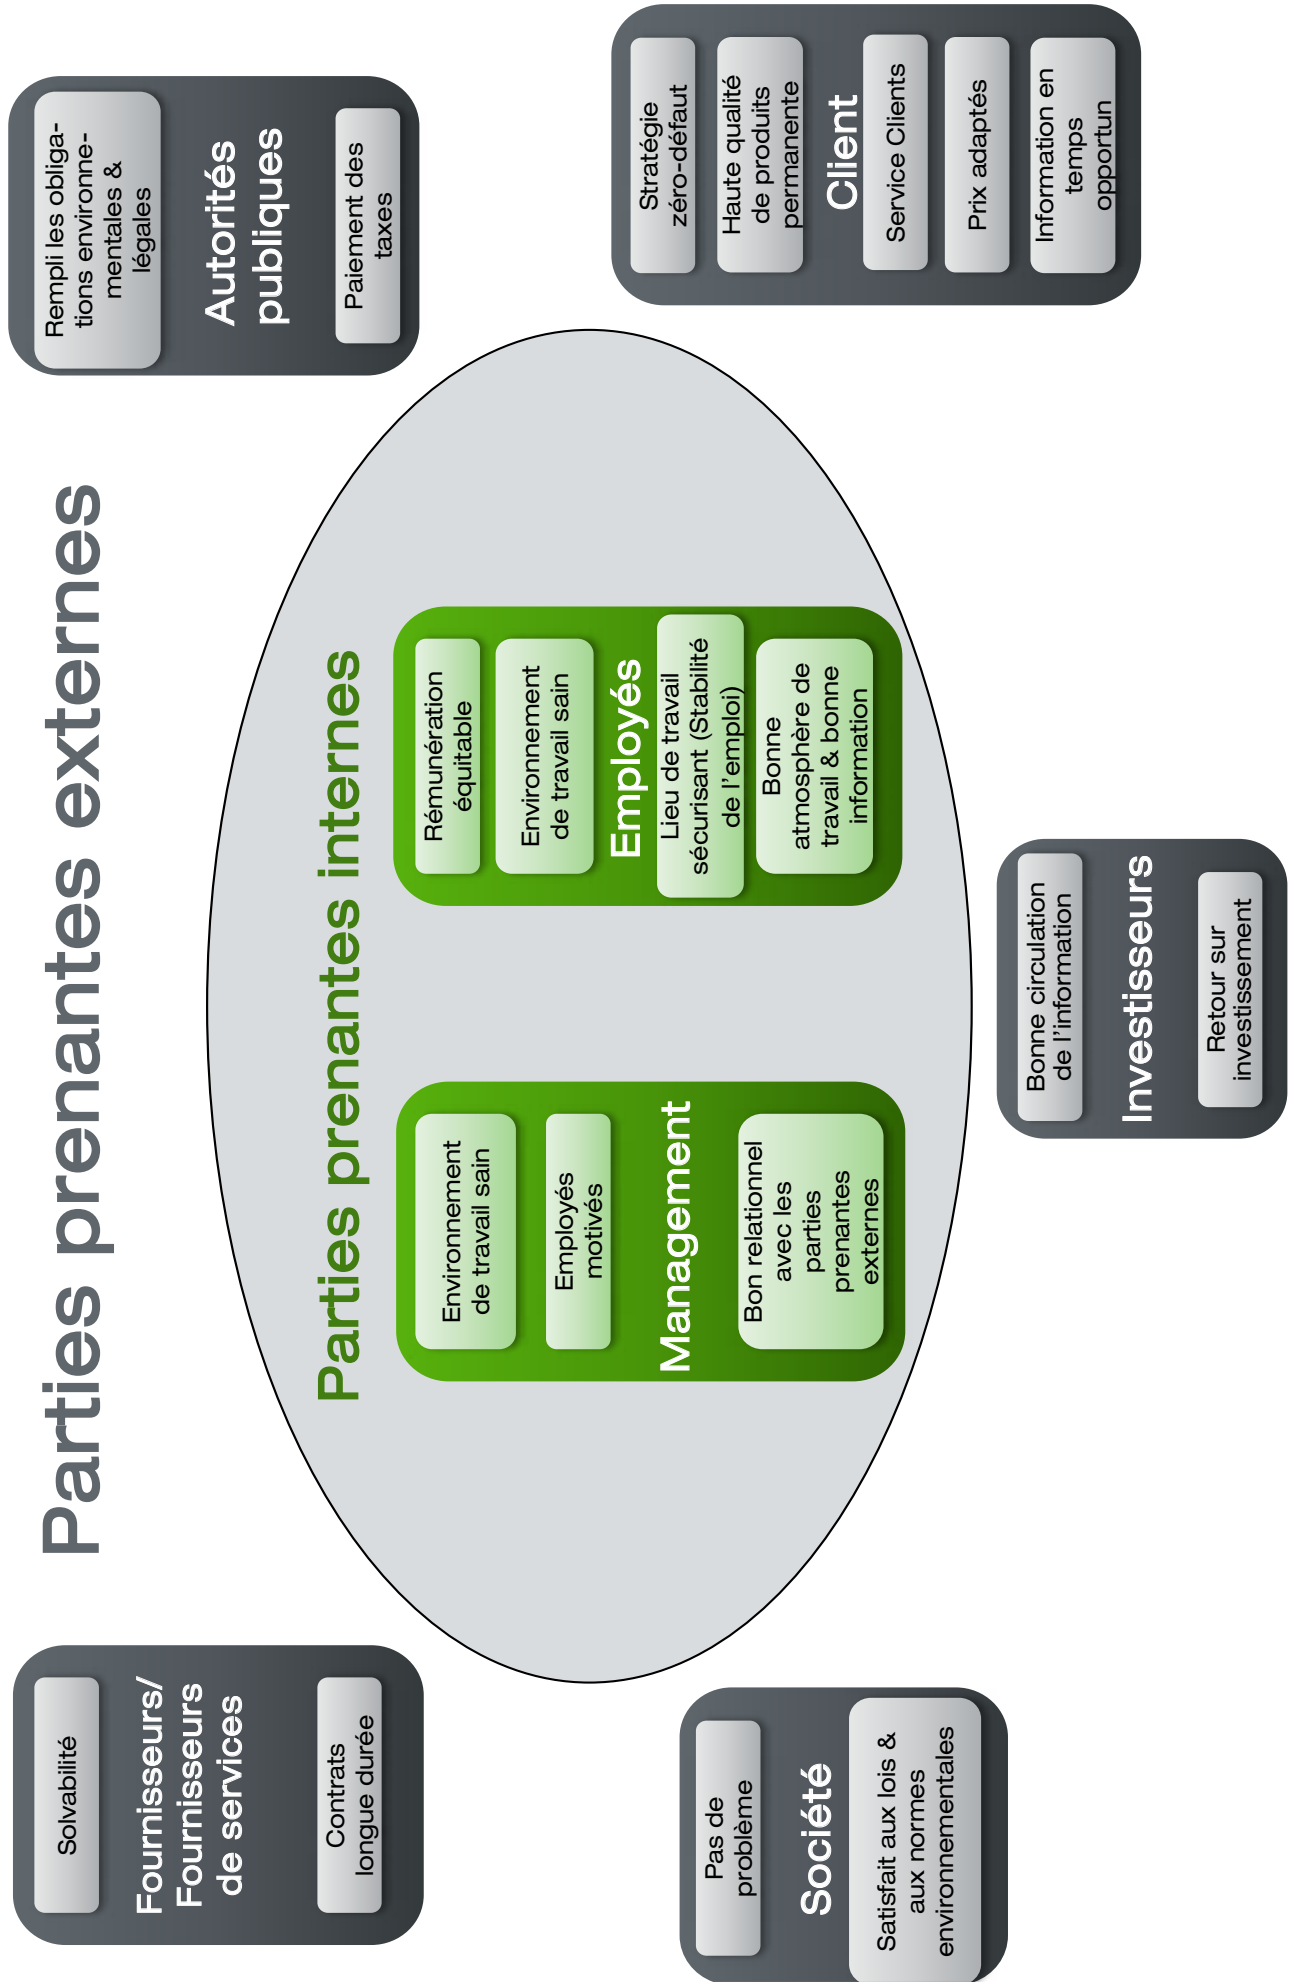 Parties prenantes externes
Solvabilité
Fournisseurs/
Fournisseurs
de services
Contrats
longue durée
Rempli les obliga-
tions environne-
mentales &
légales
Autorités
publiques
Paiement des
taxes
Parties prenantes internes
Environnement
de travail sain
Employés
motivés
Management
Bon relationnel
avec les
parties
prenantes
externes
Rémunération
équitable
Environnement
de travail sain
Employés
Lieu de travail
sécurisant (Stabilité
de l'emploi)
Bonne
atmosphère de
travail & bonne
information
Pas de
problème
Société
Satisfait aux lois &
aux normes
environnementales
Bonne circulation
de l'information
Investisseurs
Retour sur
investissement
Stratégie
zéro-défaut
Haute qualité
de produits
permanente
Client
Service Clients
Prix adaptés
Information en
temps
opportun